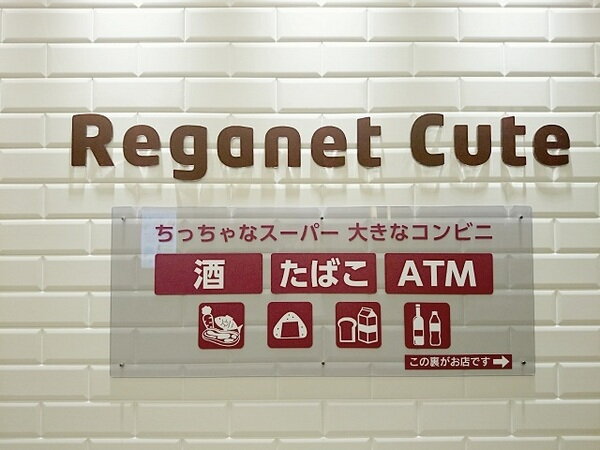 Reganet Cute
ちっちゃなスーパー 大きなコンビニ
酒 たばこ ATM
この裏がお店です→